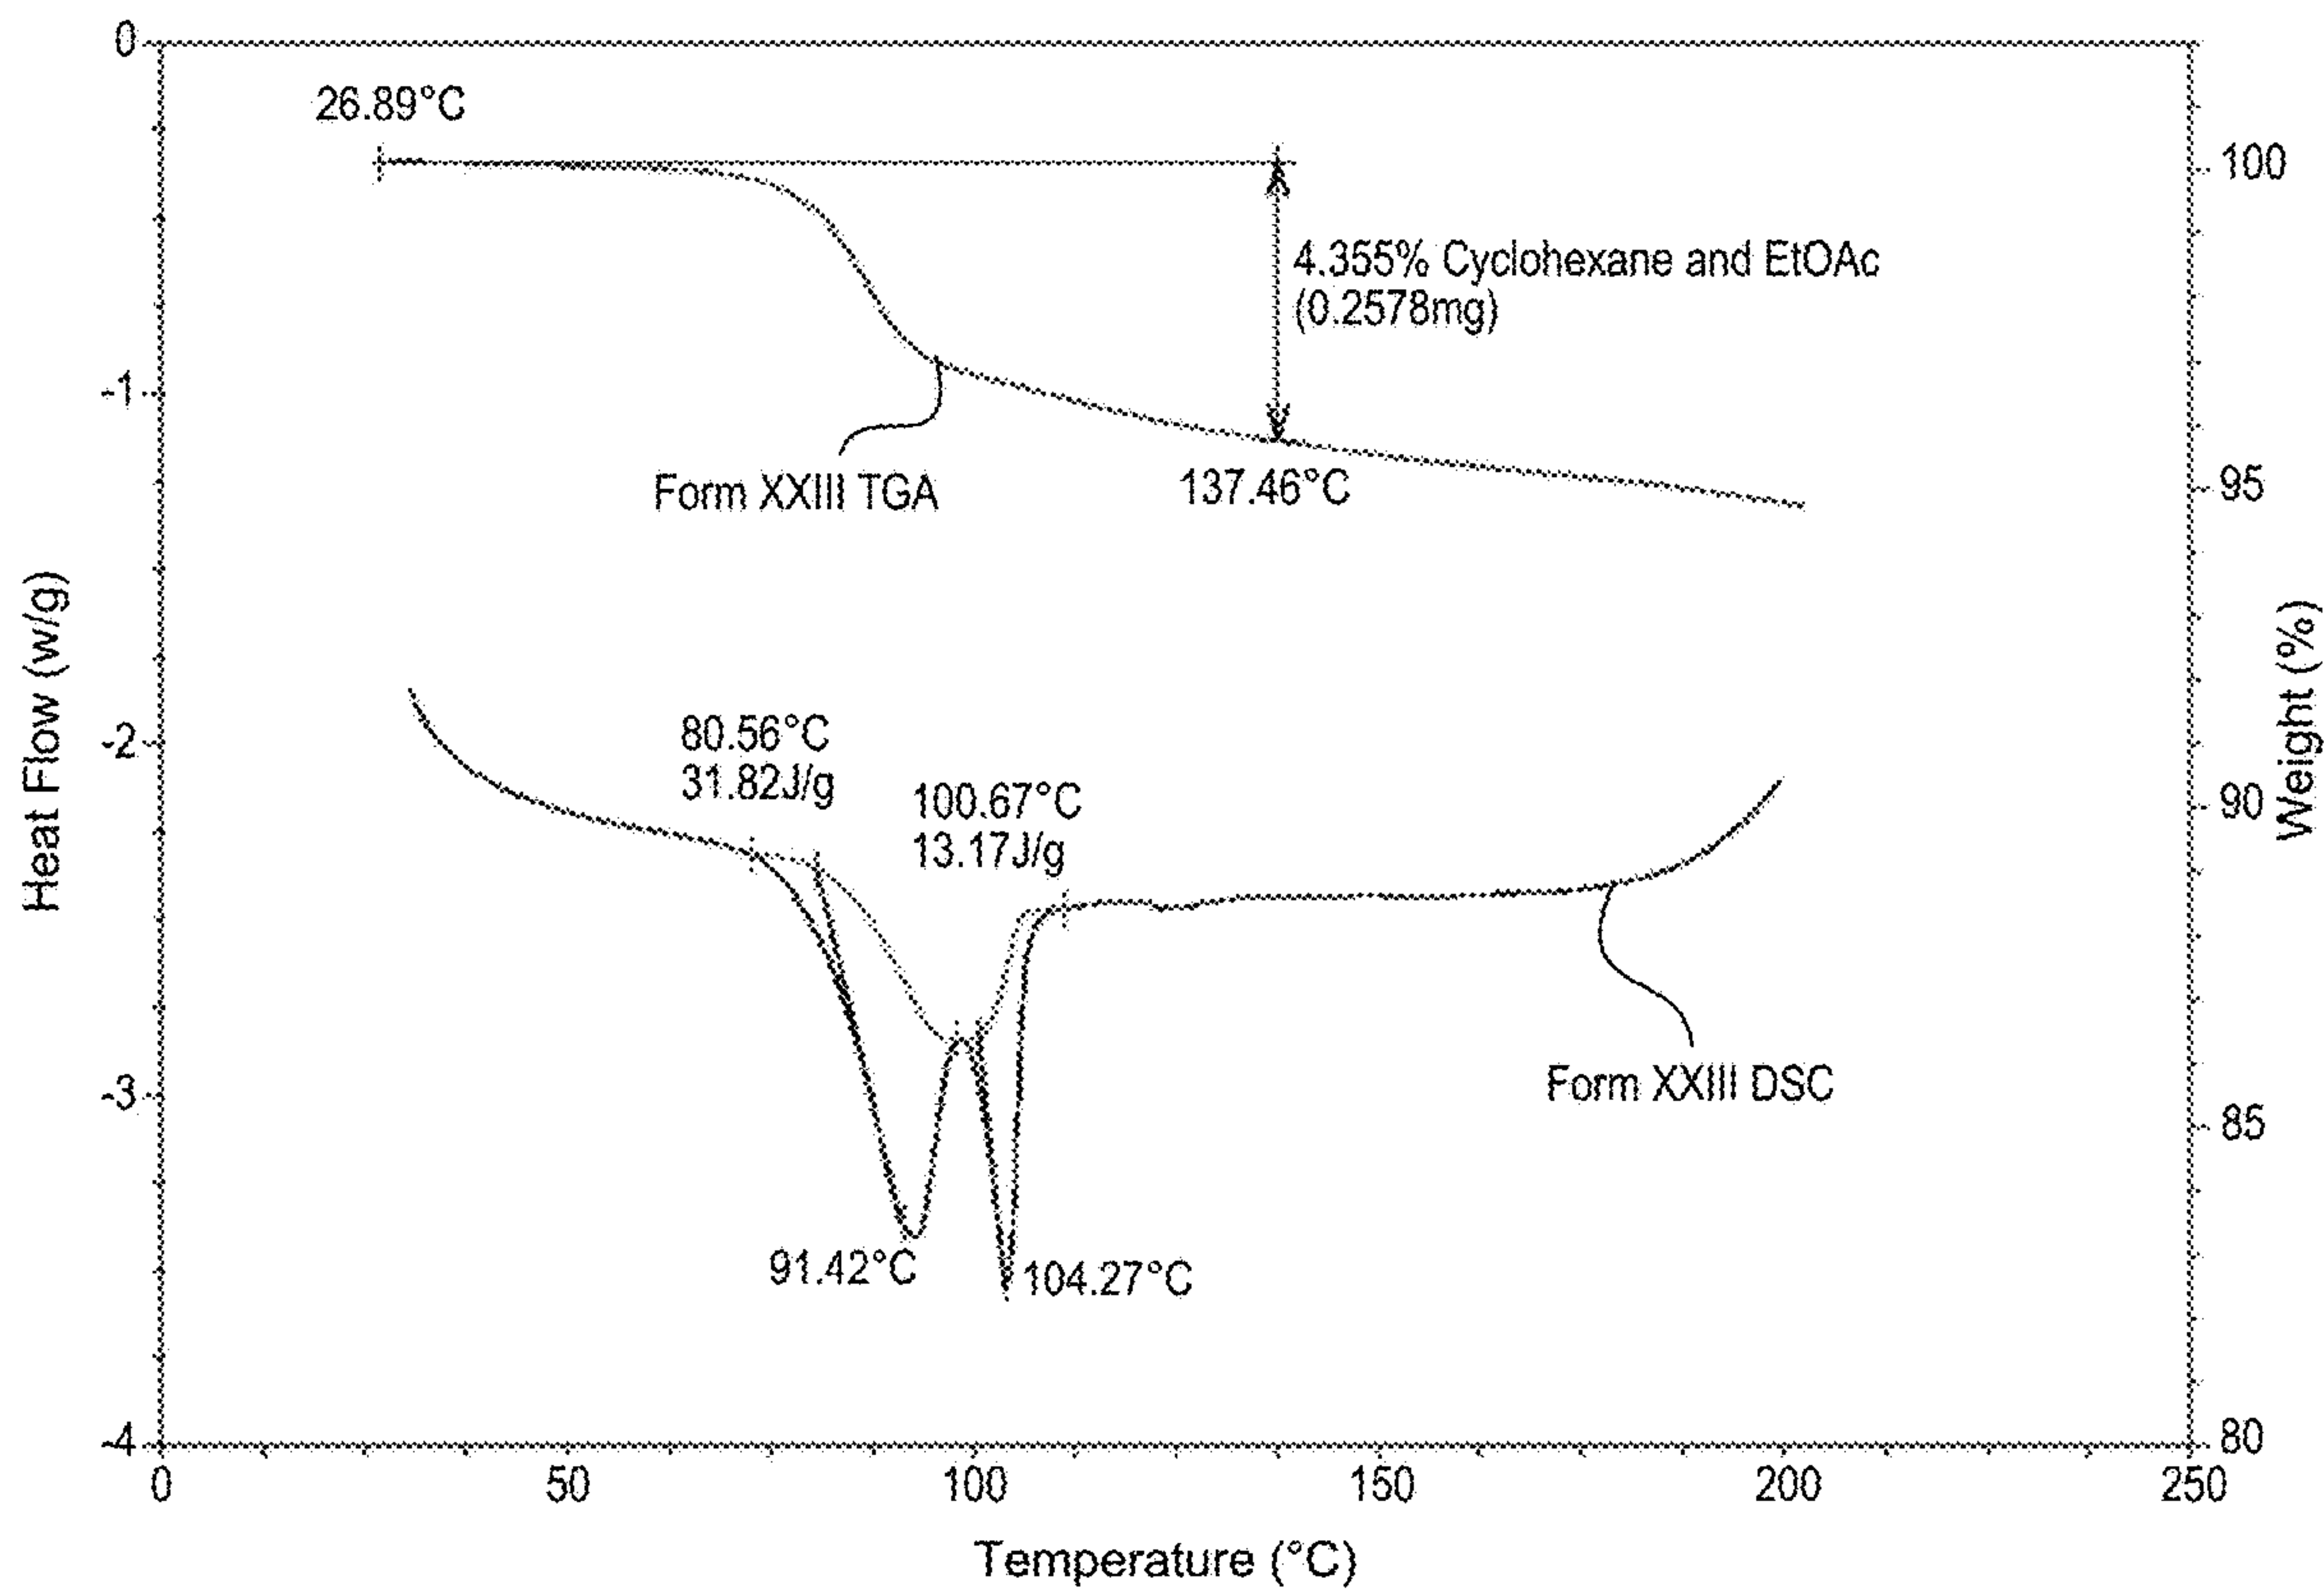 0
26.89°C
100
4.355% Cyclohexane and EtOAc
(0.2578mg)
-1
Form XXIII TGA
137.46°C
95
Heat Flow (w/g)
Weight (%)
-2
80.56°C
31.82J/g
100.67°C
13.17J/g
90
-3
Form XXIII DSC
85
91.42°C
104.27°C
-4
80
0
50
100
150
200
250
Temperature (°C)